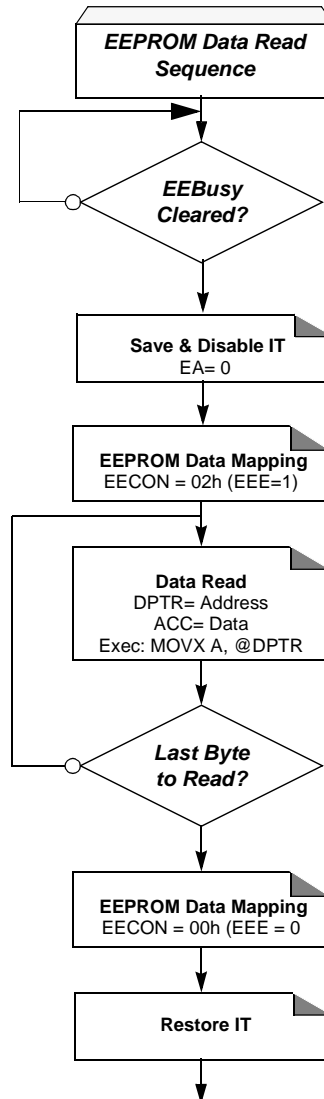 EEPROM Data Read
Sequence
EEBusy
Cleared?
Save & Disable IT
EA= 0
EEPROM Data Mapping
EECON = 02h (EEE=1)
Data Read
DPTR= Address
ACC= Data
Exec: MOVX A, @DPTR
Last Byte
to Read?
EEPROM Data Mapping
EECON = 00h (EEE = 0
Restore IT